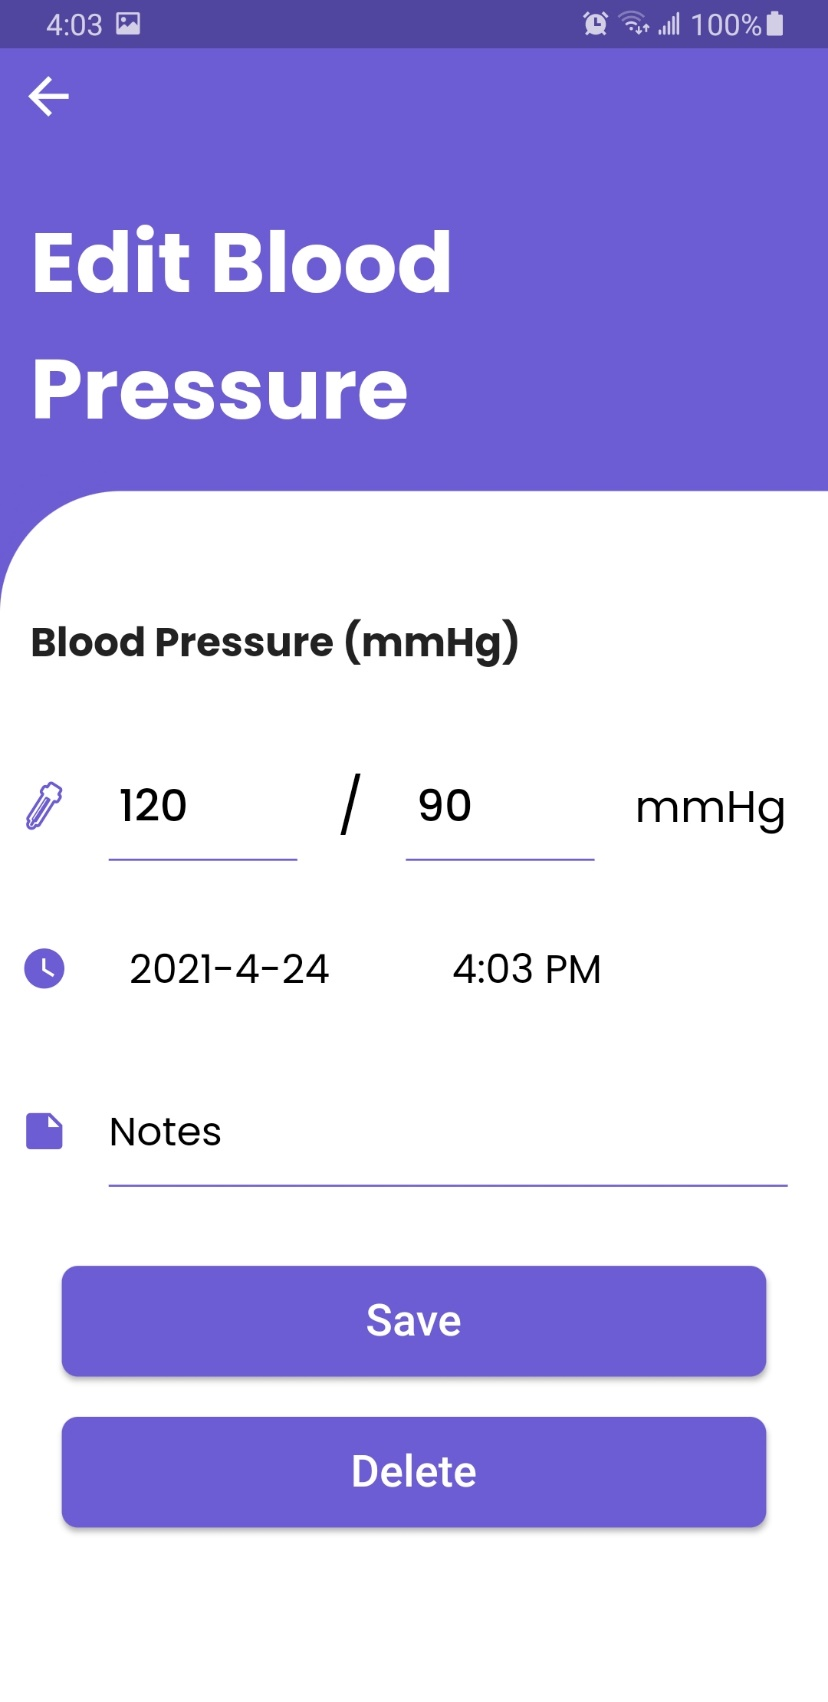 4:03 100%
Edit Blood
Pressure
Blood Pressure (mmHg)
120 / 90 mmHg
2021-4-24 4:03 PM
Notes
Save
Delete